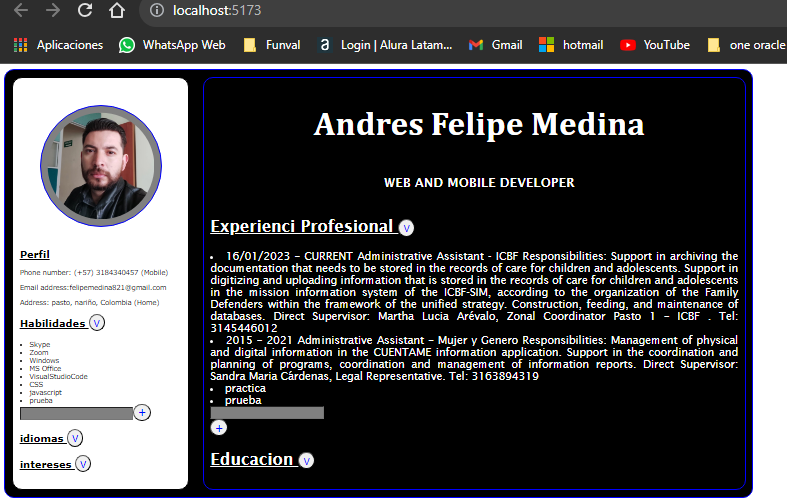 localhost:5173
Aplicaciones WhatsApp Web Funval Login | Alura Latam... Gmail hotmail YouTube one oracle
Andres Felipe Medina
WEB AND MOBILE DEVELOPER
Perfil
Phone number: (+57) 3184340457 (Mobile)
Email address:felipemedina821@gmail.com
Address: pasto, nariño, Colombia (Home)
Habilidades V
Skype
Zoom
Windows
MS Office
VisualStudioCode
CSS
Javascript
prueba
+
idiomas V
intereses V
Experienci Profesional V
• 16/01/2023 – CURRENT Administrative Assistant - ICBF Responsibilities: Support in archiving the
documentation that needs to be stored in the records of care for children and adolescents. Support in
digitizing and uploading information that is stored in the records of care for children and adolescents
in the mission information system of the ICBF-SIM, according to the organization of the Family
Defenders within the framework of the unified strategy. Construction, feeding, and maintenance of
databases. Direct Supervisor: Martha Lucia Arévalo, Zonal Coordinator Pasto 1 – ICBF . Tel:
3145446012
• 2015 – 2021 Administrative Assistant – Mujer y Genero Responsibilities: Management of physical
and digital information in the CUENTAME information application. Support in the coordination and
planning of programs, coordination and management of information reports. Direct Supervisor:
Sandra Maria Cárdenas, Legal Representative. Tel: 3163894319
• practica
• prueba
+
Educacion V